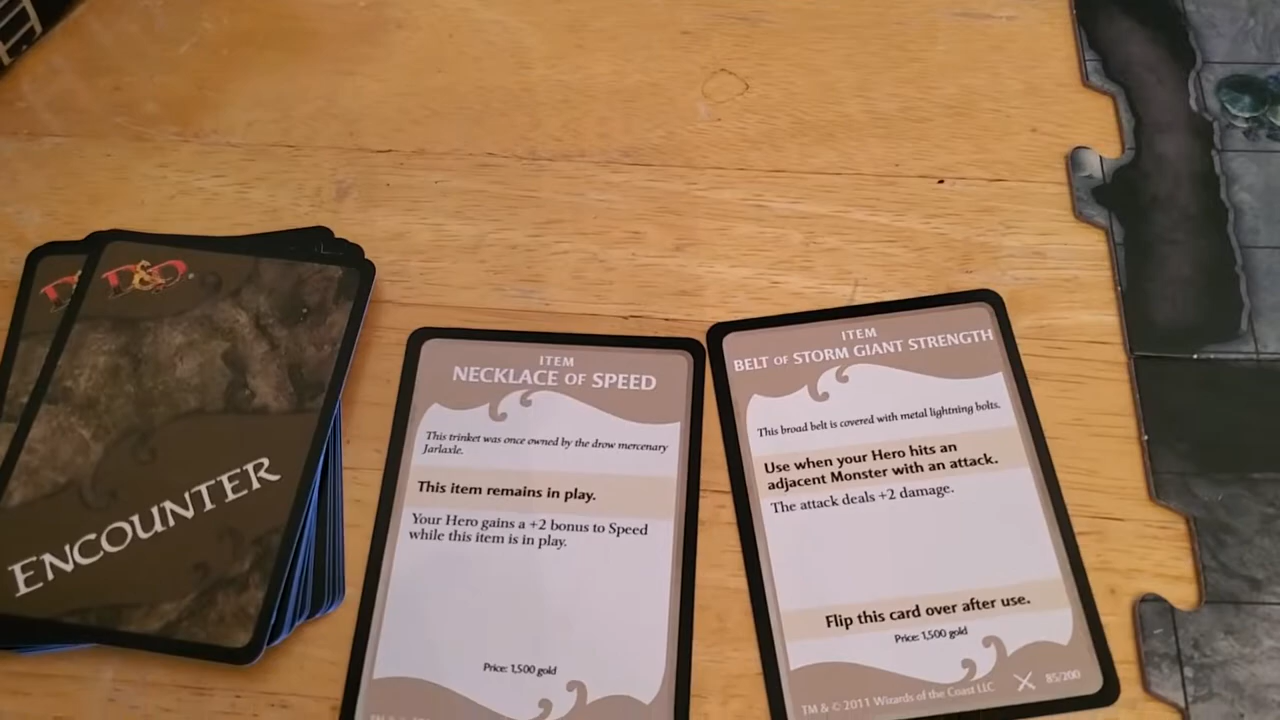 D&D
ENCOUNTER
ITEM
NECKLACE OF SPEED
This trinket was once owned by the drow mercenary
Jarlaxle.
This item remains in play.
Your Hero gains a +2 bonus to Speed
while this item is in play.
Price: 1,500 gold
ITEM
BELT OF STORM GIANT STRENGTH
This broad belt is covered with metal lightning bolts.
Use when your Hero hits an
adjacent Monster with an attack.
The attack deals +2 damage.
Flip this card over after use.
Price: 1,500 gold
TM & © 2011 Wizards of the Coast LLC 85/200